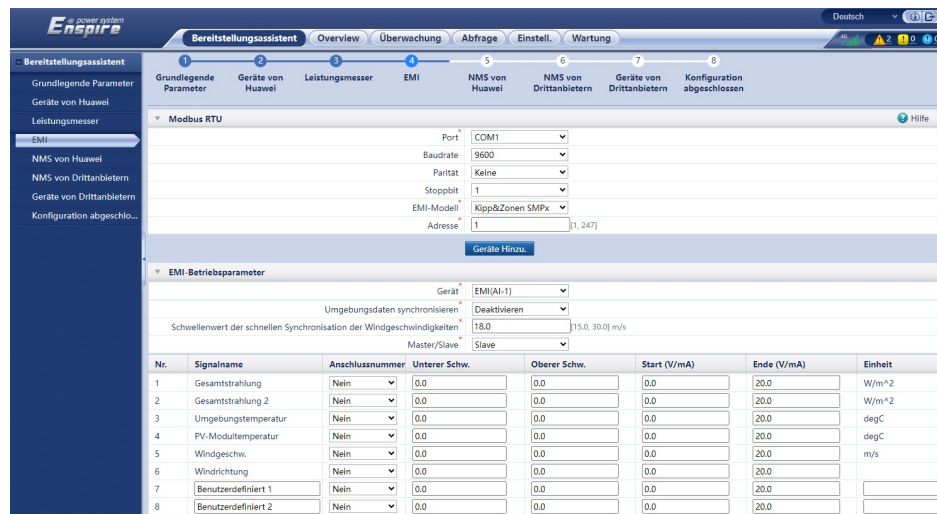 Enspire
power system
Deutsch
Bereitstellungsassistent Overview Überwachung Abfrage Einstell. Wartung
4G 2 0 0
Bereitstellungsassistent
Grundlegende Parameter
Geräte von Huawei
Leistungsmesser
EMI
NMS von Huawei
NMS von Drittanbietern
Geräte von Drittanbietern
Konfiguration abgeschlo...
1 2 3 4 5 6 7 8
Grundlegende Parameter
Geräte von Huawei
Leistungsmesser
EMI
NMS von Huawei
NMS von Drittanbietern
Geräte von Drittanbietern
Konfiguration abgeschlossen
Modbus RTU
Hilfe
Port * COM1
Baudrate * 9600
Parität * Keine
Stoppbit * 1
EMI-Modell * Kipp&Zonen SMPx
Adresse * 1 [1, 247]
Geräte Hinzu.
EMI-Betriebsparameter
Gerät * EMI(AI-1)
Umgebungsdaten synchronisieren * Deaktivieren
Schwellenwert der schnellen Synchronisation der Windgeschwindigkeiten * 18.0 [15.0, 30.0] m/s
Master/Slave * Slave
Nr. Signalname Anschlussnummer Unterer Schw. Oberer Schw. Start (V/mA) Ende (V/mA) Einheit
1 Gesamtstrahlung Nein 0.0 0.0 0.0 20.0 W/m^2
2 Gesamtstrahlung 2 Nein 0.0 0.0 0.0 20.0 W/m^2
3 Umgebungstemperatur Nein 0.0 0.0 0.0 20.0 degC
4 PV-Modultemperatur Nein 0.0 0.0 0.0 20.0 degC
5 Windgeschw. Nein 0.0 0.0 0.0 20.0 m/s
6 Windrichtung Nein 0.0 0.0 0.0 20.0
7 Benutzerdefiniert 1 Nein 0.0 0.0 0.0 20.0
8 Benutzerdefiniert 2 Nein 0.0 0.0 0.0 20.0